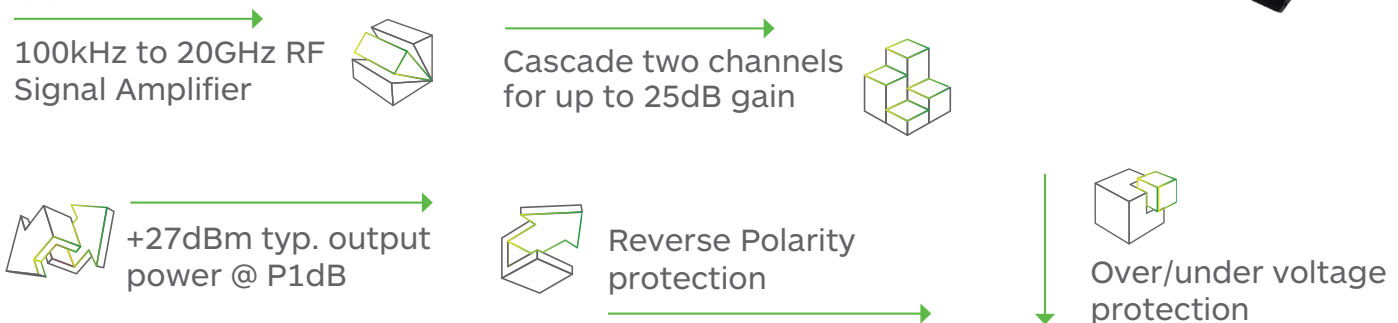 100kHz to 20GHz RF
Signal Amplifier
Cascade two channels
for up to 25dB gain
+27dBm typ. output
power @ P1dB
Reverse Polarity
protection
Over/under voltage
protection